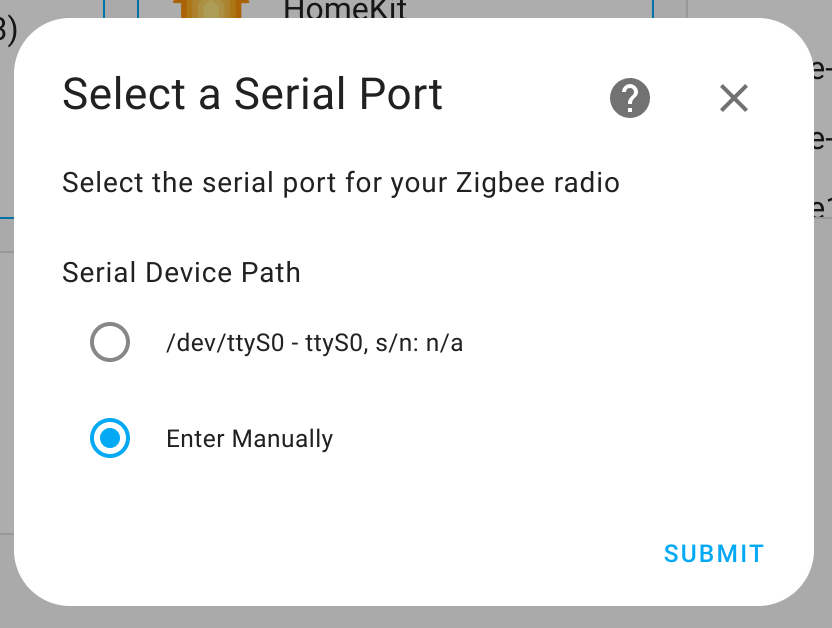 3)
HomeKit
Select a Serial Port
?
e-
Select the serial port for your Zigbee radio
e-
Serial Device Path
/dev/ttyS0 - ttyS0, s/n: n/a
Enter Manually
SUBMIT